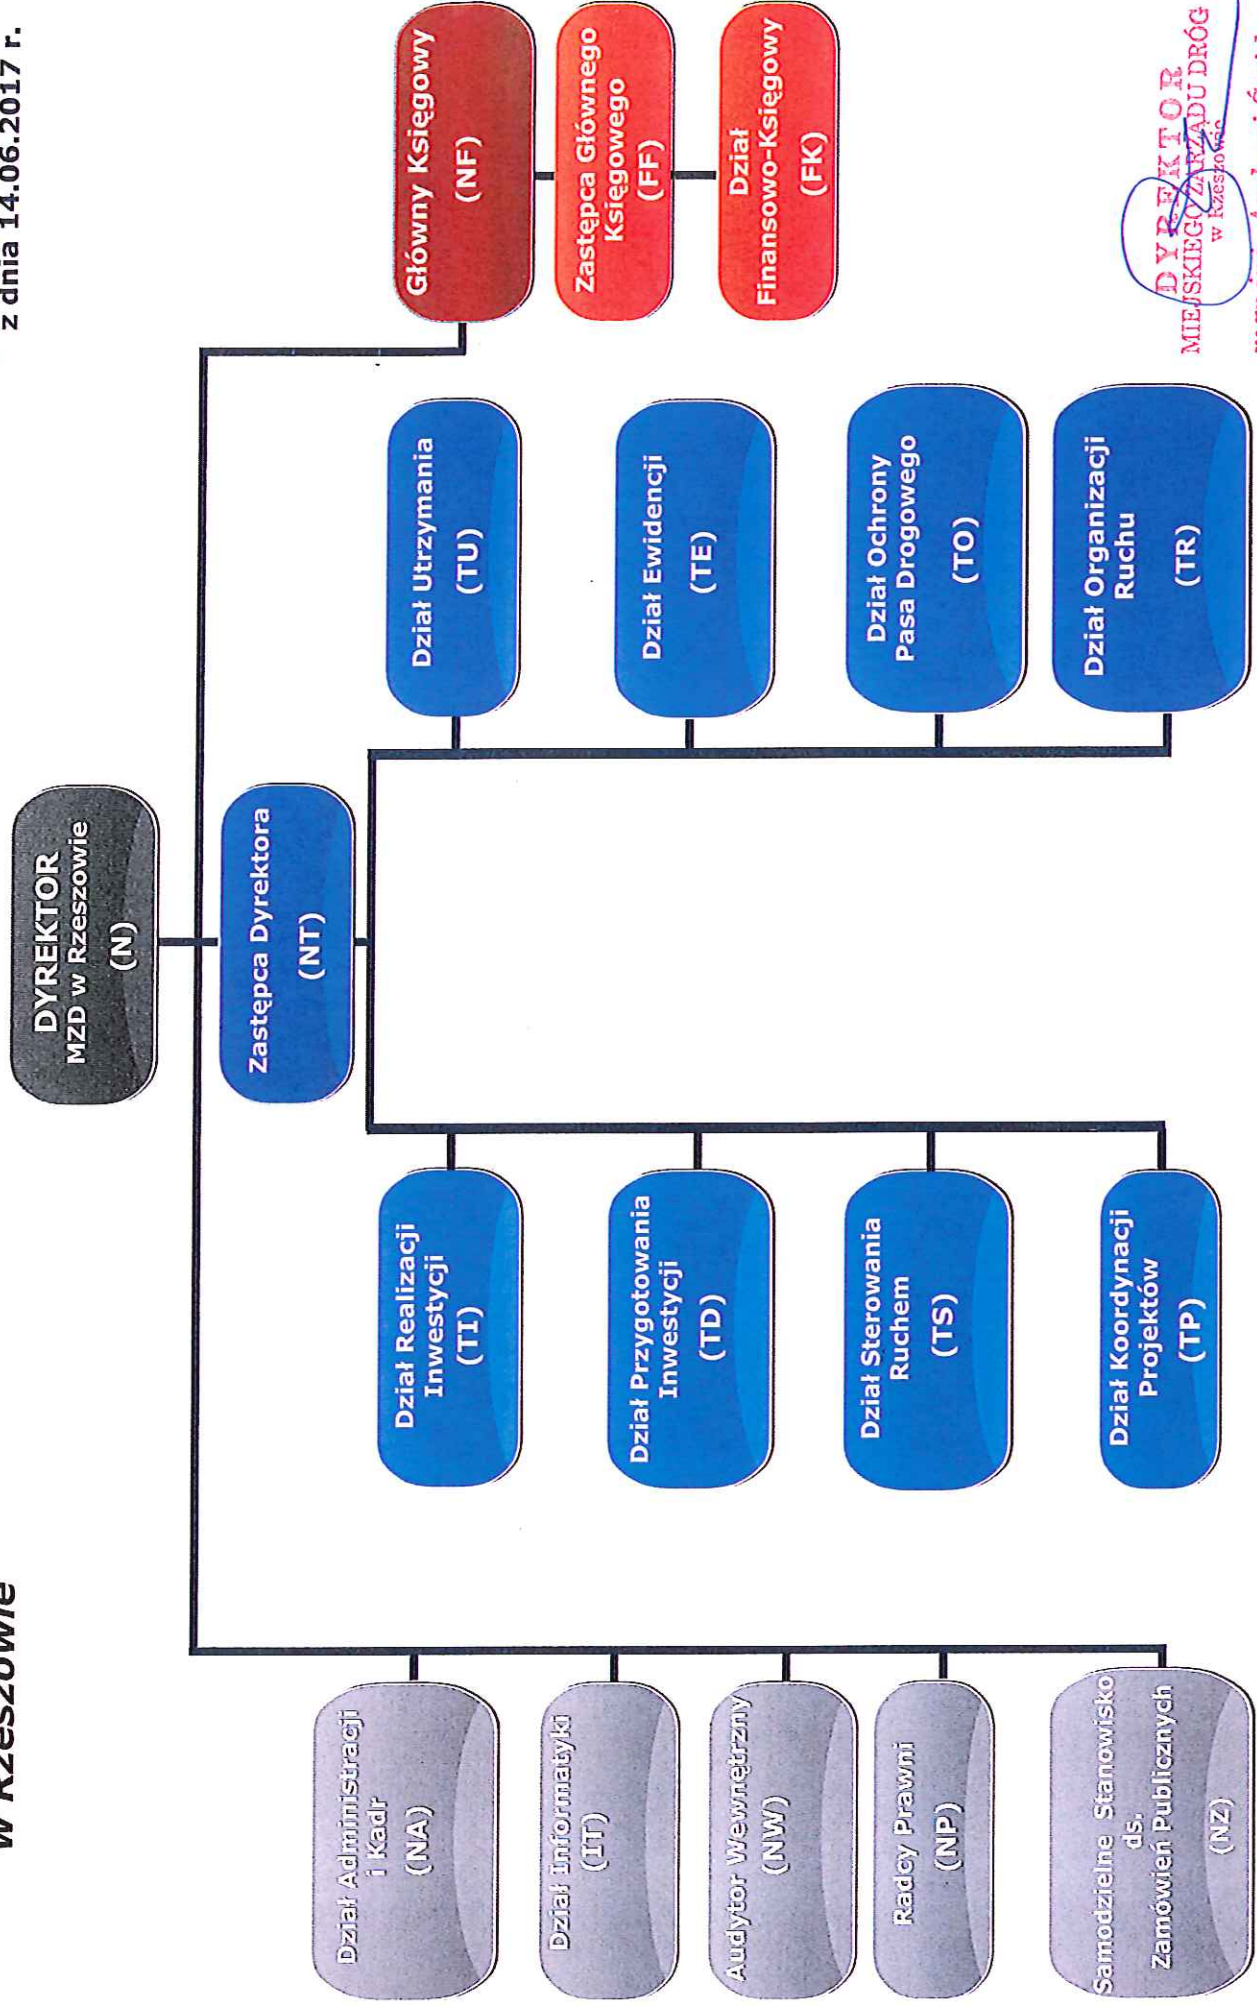 w Rzeszowie
z dnia 14.06.2017 r.
DYREKTOR
MZD w Rzeszowie
(N)
Zastępca Dyrektora
(NT)
Dział Administracji
i Kadr
(NA)
Dział Informatyki
(IT)
Audytor Wewnętrzny
(NW)
Radcy Prawni
(NP)
Samodzielne Stanowisko
ds.
Zamówień Publicznych
(NZ)
Dział Realizacji
Inwestycji
(TI)
Dział Przygotowania
Inwestycji
(TD)
Dział Sterowania
Ruchem
(TS)
Dział Koordynacji
Projektów
(TP)
Dział Utrzymania
(TU)
Dział Ewidencji
(TE)
Dział Ochrony
Pasa Drogowego
(TO)
Dział Organizacji
Ruchu
(TR)
Główny Księgowy
(NF)
Zastępca Głównego
Księgowego
(FF)
Dział
Finansowo-Księgowy
(FK)
DYREKTOR
MIEJSKIEGO ZARZĄDU DRÓG
w Rzeszowie